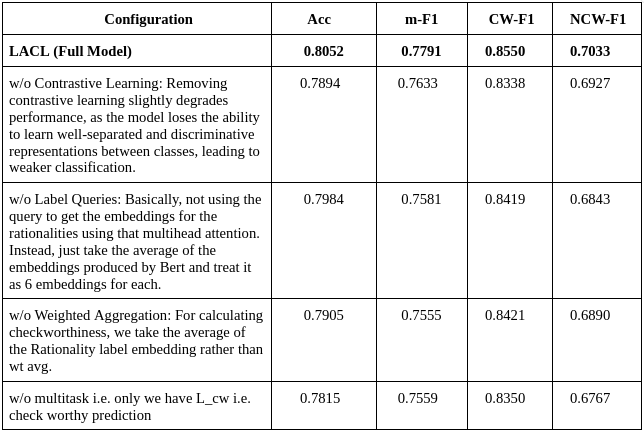 Configuration Acc m-F1 CW-F1 NCW-F1
LACL (Full Model) 0.8052 0.7791 0.8550 0.7033
w/o Contrastive Learning: Removing 0.7894 0.7633 0.8338 0.6927
contrastive learning slightly degrades
performance, as the model loses the ability
to learn well-separated and discriminative
representations between classes, leading to
weaker classification.
w/o Label Queries: Basically, not using the 0.7984 0.7581 0.8419 0.6843
query to get the embeddings for the
rationalities using that multihead attention.
Instead, just take the average of the
embeddings produced by Bert and treat it
as 6 embeddings for each.
w/o Weighted Aggregation: For calculating 0.7905 0.7555 0.8421 0.6890
checkworthiness, we take the average of
the Rationality label embedding rather than
wt avg.
w/o multitask i.e. only we have L_cw i.e. 0.7815 0.7559 0.8350 0.6767
check worthy prediction